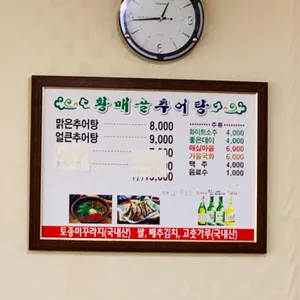 황매골추어탕
맑은추어탕 8,000
얼큰추어탕 9,000
7,000
주류
화이트소주 4,000
좋은데이 4,000
매실마을 6,000
가을국화 6,000
맥 주 4,000
음료수 1,000
토종미꾸라지(국내산) 쌀, 배추김치, 고춧가루(국내산)